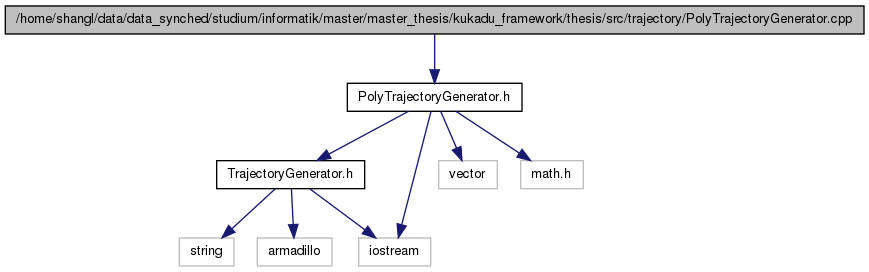 /home/shangl/data/data_synched/studium/informatik/master/master_thesis/kukadu_framework/thesis/src/trajectory/PolyTrajectoryGenerator.cpp
PolyTrajectoryGenerator.h
TrajectoryGenerator.h
vector
math.h
string
armadillo
iostream